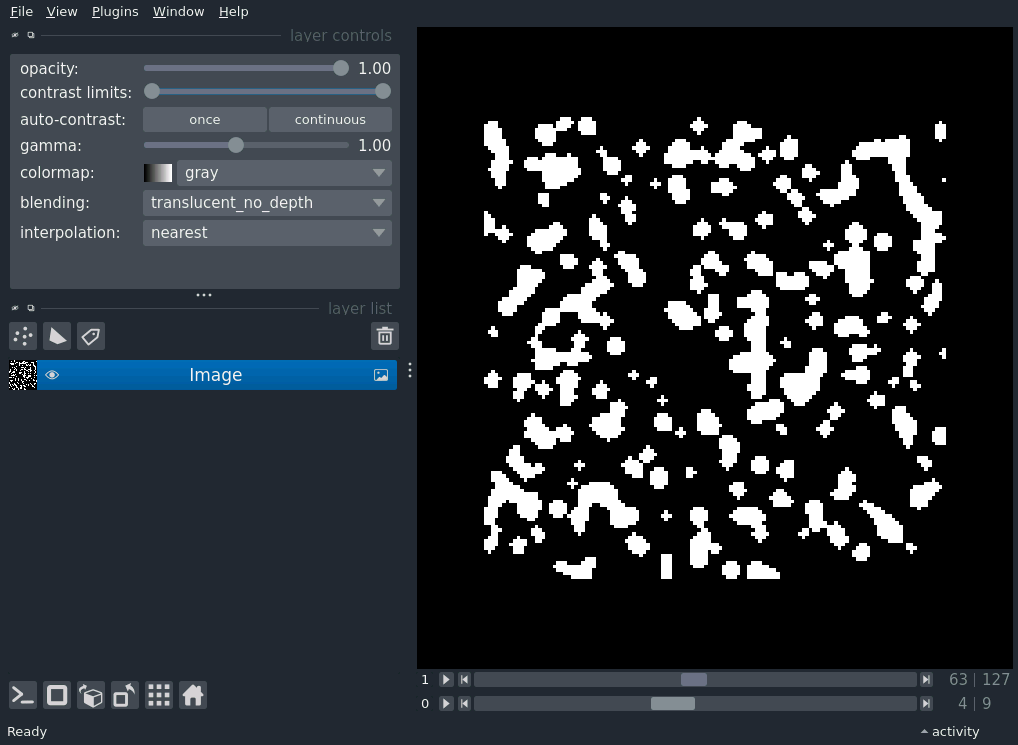 File View Plugins Window Help
layer controls
opacity: 1.00
contrast limits:
auto-contrast: once continuous
gamma: 1.00
colormap: gray
blending: translucent_no_depth
interpolation: nearest
layer list
Image
1 63 | 127
0 4 | 9
Ready activity